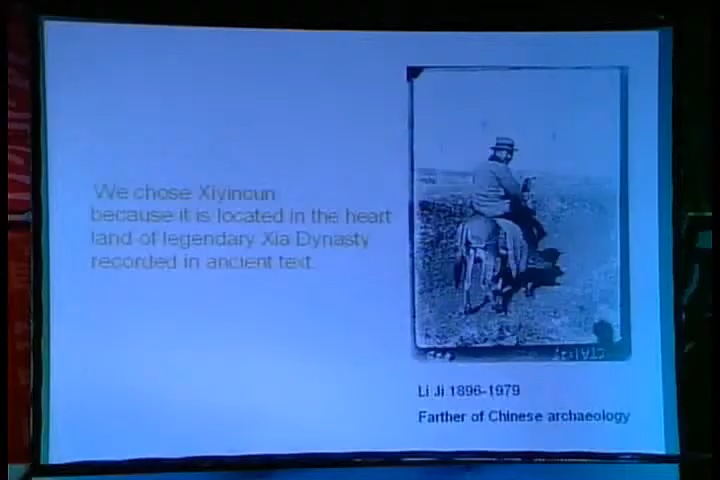 We chose Xiyincun
because it is located in the heart
land of legendary Xia Dynasty
recorded in ancient text.
Li Ji 1896-1979
Farther of Chinese archaeology